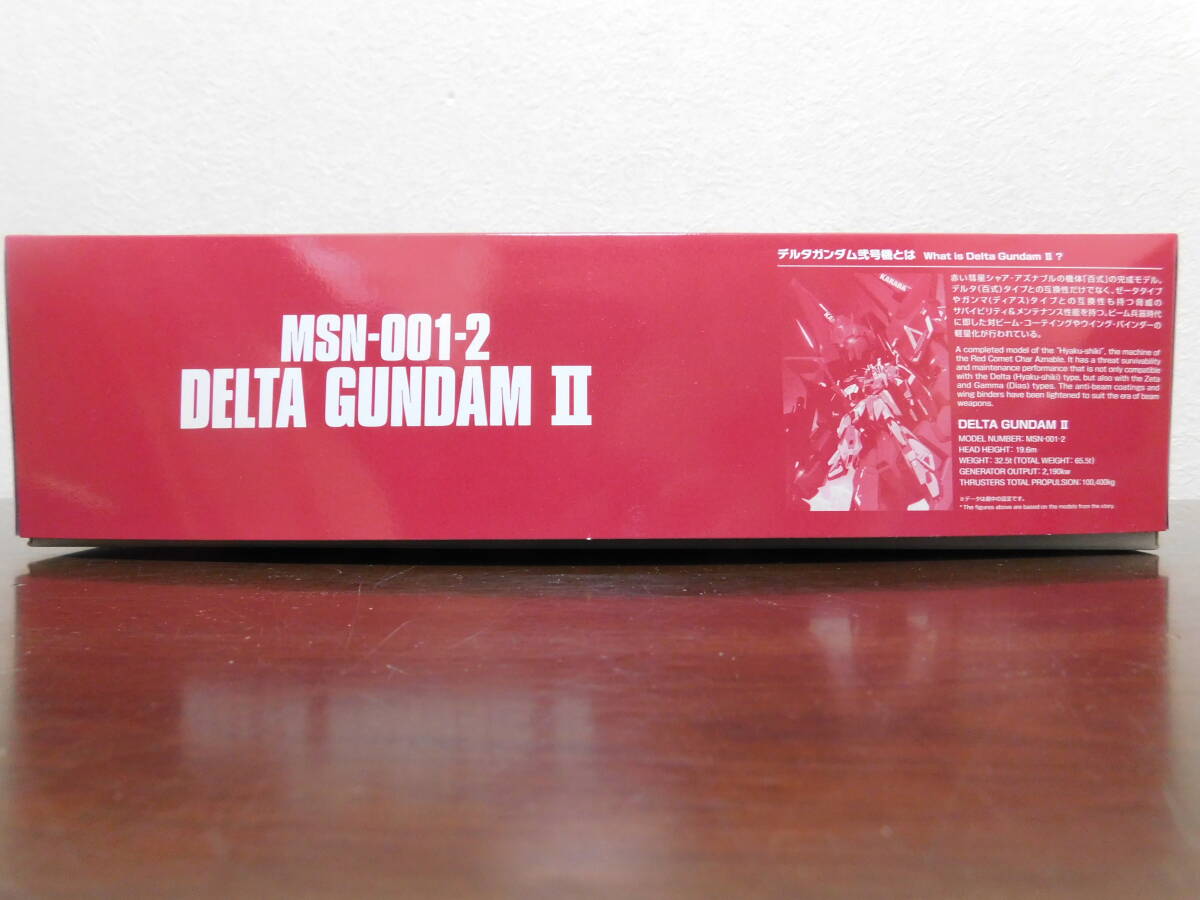 MSN-001-2
DELTA GUNDAM II
デルタガンダム弐号機とは What is Delta Gundam II ?
KARABA
赤い彗星シャア・アズナブルの機体「百式」の完成モデル。
デルタ(百式)タイプとの互換性だけでなく、ゼータタイプ
やガンマ(ディアス)タイプとの互換性も持つ脅威の
サバイビリティ&メンテナンス性能を持つ。ビーム兵器時代
に即した対ビーム・コーティングやウイング・バインダーの
軽量化が行われている。
A completed model of the "Hyaku-shiki", the machine of
the Red Comet Char Aznable. It has a threat survivability
and maintenance performance that is not only compatible
with the Delta (Hyaku-shiki) type, but also with the Zeta
and Gamma (Dias) types. The anti-beam coatings and
wing binders have been lightened to suit the era of beam
weapons.
DELTA GUNDAM II
MODEL NUMBER: MSN-001-2
HEAD HEIGHT: 19.6m
WEIGHT: 32.5t (TOTAL WEIGHT: 65.5t)
GENERATOR OUTPUT: 2,190kw
THRUSTERS TOTAL PROPULSION: 100,400kg
※データは劇中の設定です。
* The figures above are based on the models from the story.